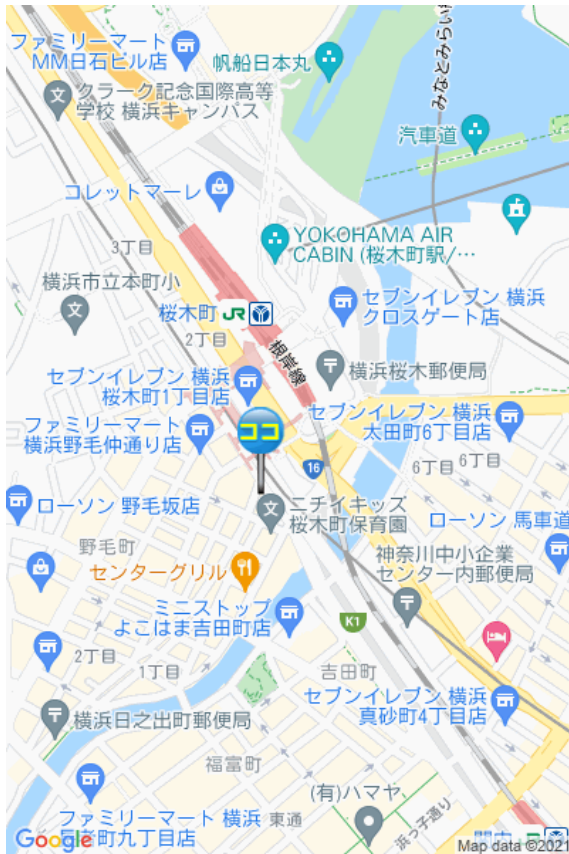 ファミリーマート
MM日石ビル店
帆船日本丸
みなとみらい
クラーク記念国際高等
学校 横浜キャンパス
汽車道
コレットマーレ
YOKOHAMA AIR
CABIN (桜木町駅/…
3丁目
横浜市立本町小
桜木町
JR
セブンイレブン 横浜
クロスゲート店
2丁目
根岸線
横浜桜木郵便局
セブンイレブン 横浜
桜木町1丁目店
セブンイレブン 横浜
太田町6丁目店
ファミリーマート
横浜野毛仲通り店
ココ
16
6丁目
6丁目
ローソン 野毛坂店
ニチイキッズ
桜木町保育園
ローソン 馬車道
野毛町
神奈川中小企業
センター内郵便局
センターグリル
ミニストップ
よこはま吉田町店
K1
2丁目
1丁目
吉田町
セブンイレブン 横浜
真砂町4丁目店
横浜日之出町郵便局
福富町
(有)ハマヤ
ファミリーマート 横浜
町九丁目店
東通
浜っ子通り
関内
Google
Map data ©2021